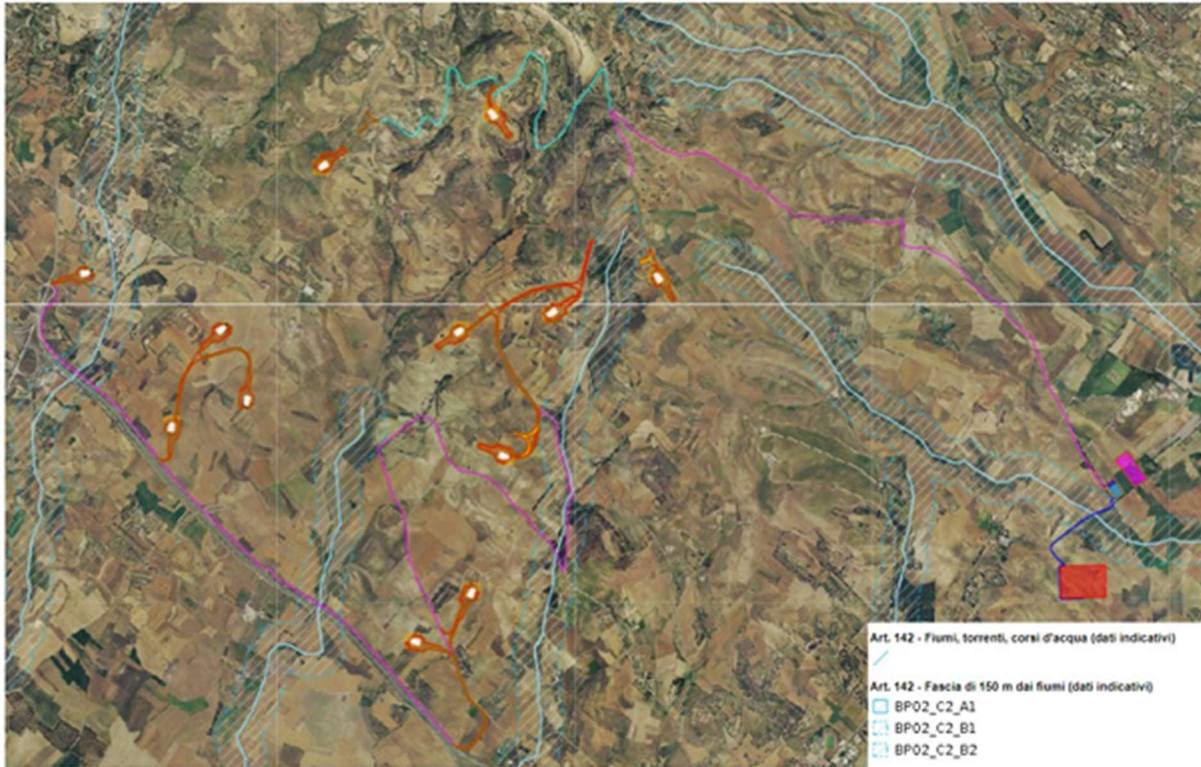 Art. 142 - Fiumi, torrenti, corsi d'acqua (dati indicativi)
Art. 142 - Fascia di 150 m dai fiumi (dati indicativi)
BP02_C2_A1
BP02_C2_B1
BP02_C2_B2